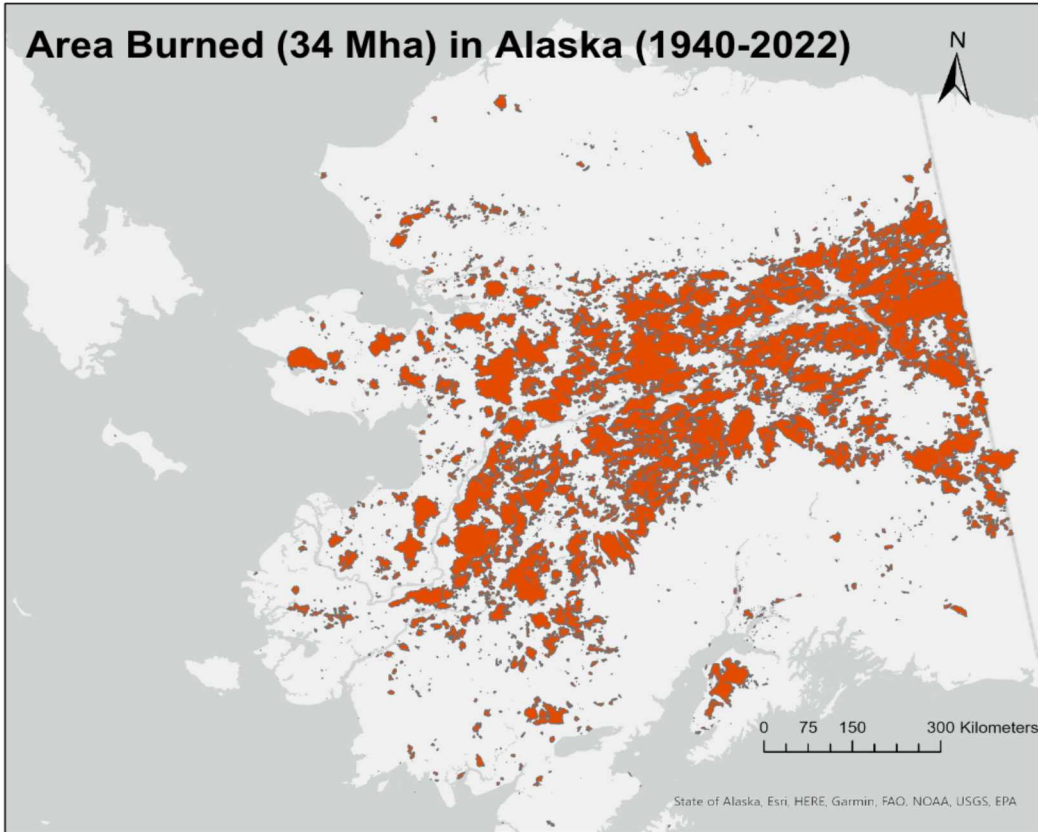 Area Burned (34 Mha) in Alaska (1940-2022)
N
0 75 150 300 Kilometers
State of Alaska, Esri, HERE, Garmin, FAO, NOAA, USGS, EPA